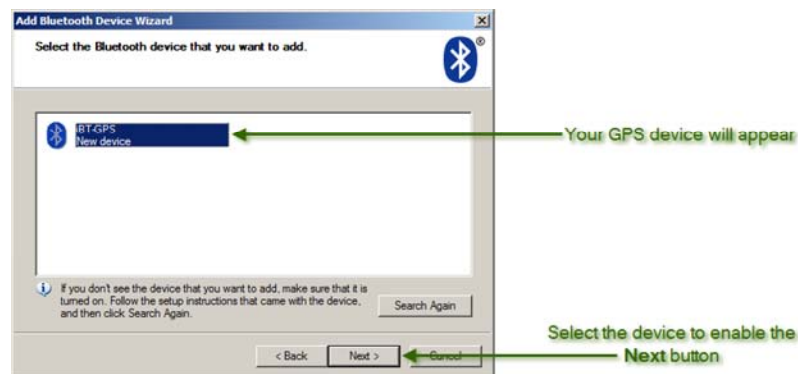 Add Bluetooth Device Wizard
Select the Bluetooth device that you want to add.
®
iBT-GPS
New device
Your GPS device will appear
If you don't see the device that you want to add, make sure that it is
turned on. Follow the setup instructions that came with the device,
and then click Search Again.
Search Again
Select the device to enable the
Next button
< Back
Next >
Cancel